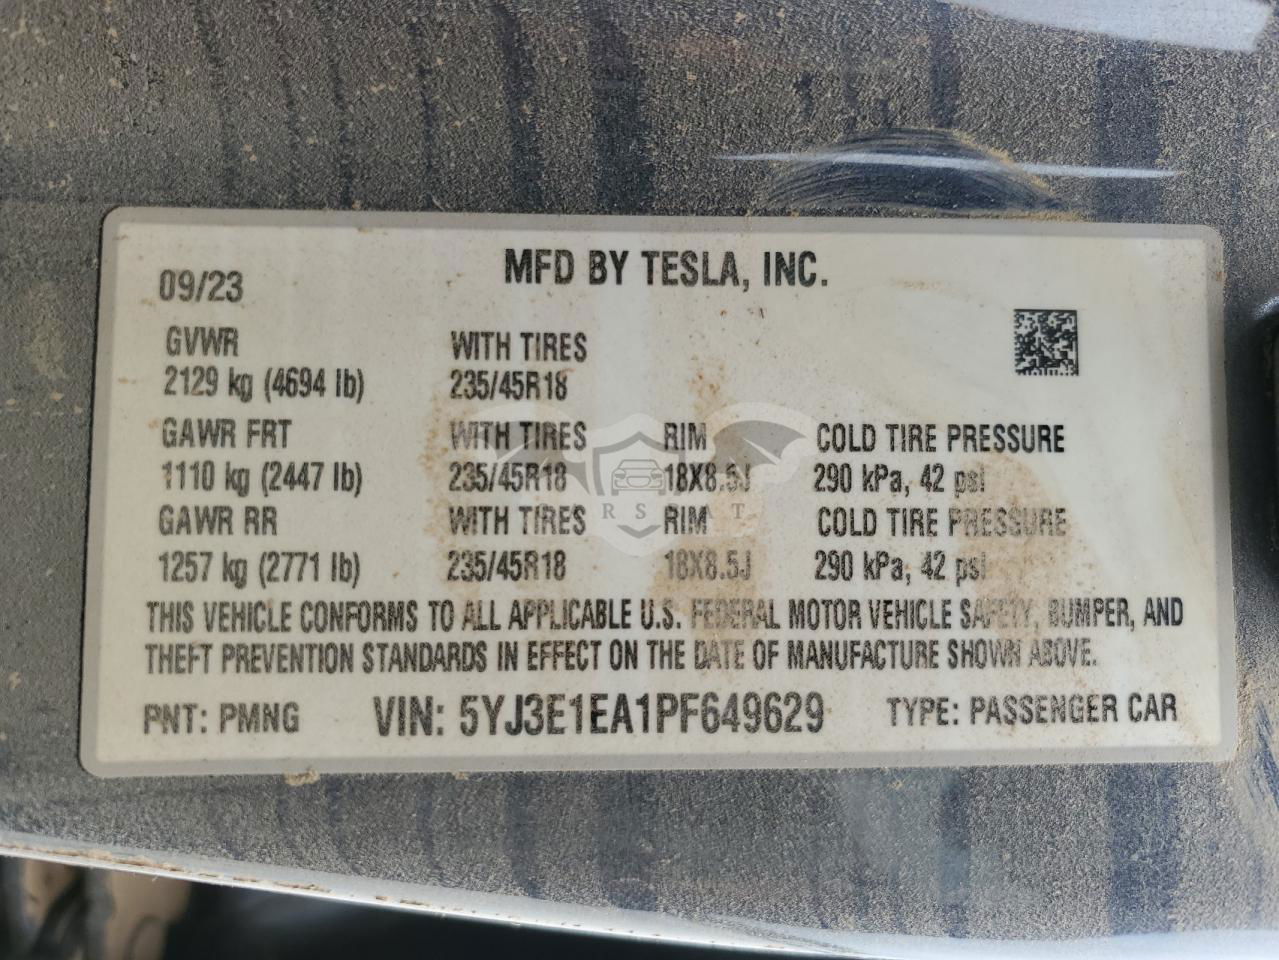 MFD BY TESLA, INC.
09/23
GVWR WITH TIRES
2129 kg (4694 lb) 235/45R18
GAWR FRT WITH TIRES RIM COLD TIRE PRESSURE
1110 kg (2447 lb) 235/45R18 18X8.5J 290 kPa, 42 psi
GAWR RR WITH TIRES RIM COLD TIRE PRESSURE
1257 kg (2771 lb) 235/45R18 18X8.5J 290 kPa, 42 psi
THIS VEHICLE CONFORMS TO ALL APPLICABLE U.S. FEDERAL MOTOR VEHICLE SAFETY, BUMPER, AND
THEFT PREVENTION STANDARDS IN EFFECT ON THE DATE OF MANUFACTURE SHOWN ABOVE.
PNT: PMNG VIN: 5YJ3E1EA1PF649629 TYPE: PASSENGER CAR